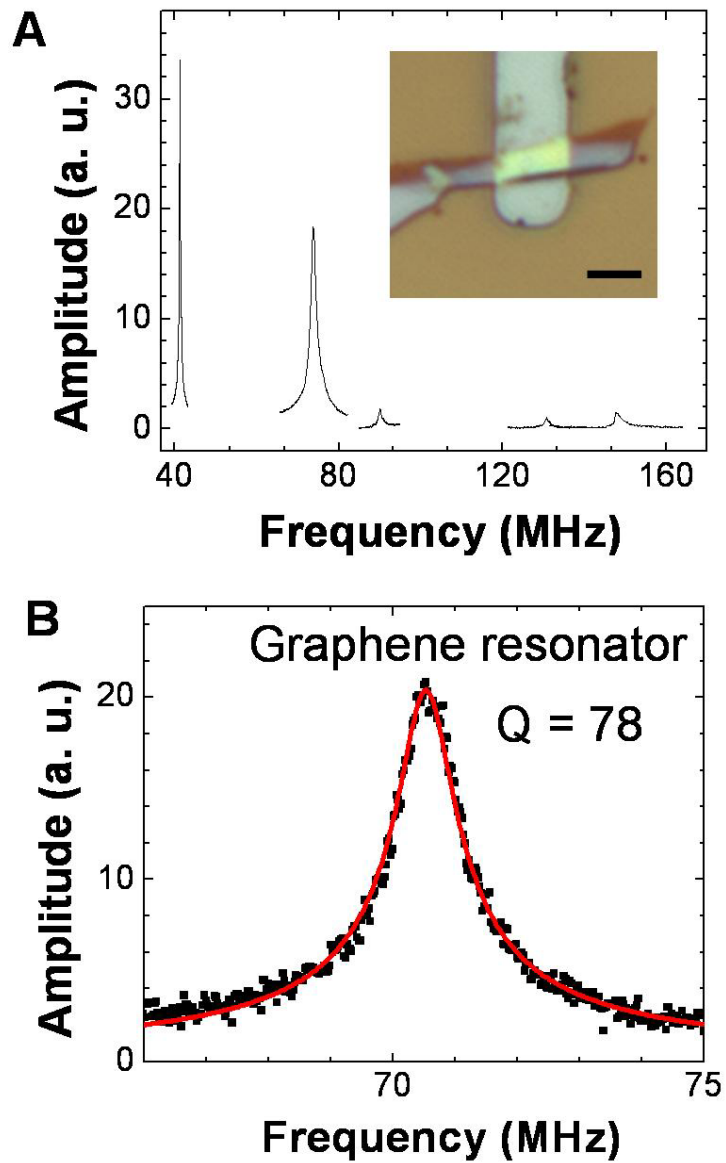 A
Amplitude (a. u.)
30
20
10
0
40
80
120
160
Frequency (MHz)
B
Graphene resonator
Q = 78
Amplitude (a. u.)
20
10
0
70
75
Frequency (MHz)